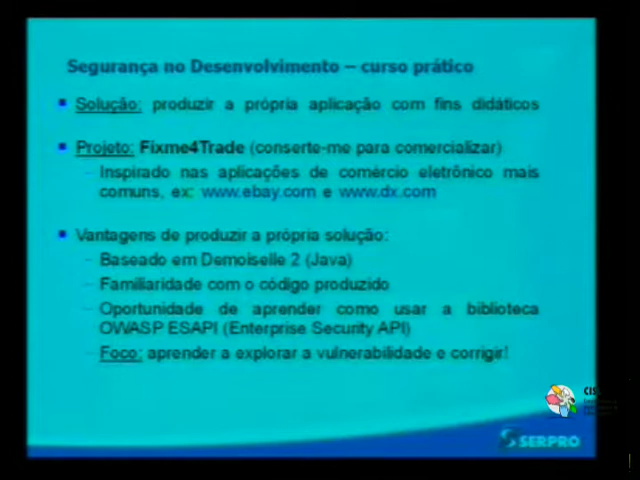 Segurança no Desenvolvimento – curso prático
Solução: produzir a própria aplicação com fins didáticos
Projeto: Fixme4Trade (conserte-me para comercializar)
Inspirado nas aplicações de comércio eletrônico mais
comuns, ex: www.ebay.com e www.dx.com
Vantagens de produzir a própria solução:
Baseado em Demoiselle 2 (Java)
Familiaridade com o código produzido
Oportunidade de aprender como usar a biblioteca
OWASP ESAPI (Enterprise Security API)
Foco: aprender a explorar a vulnerabilidade e corrigir!
SERPRO